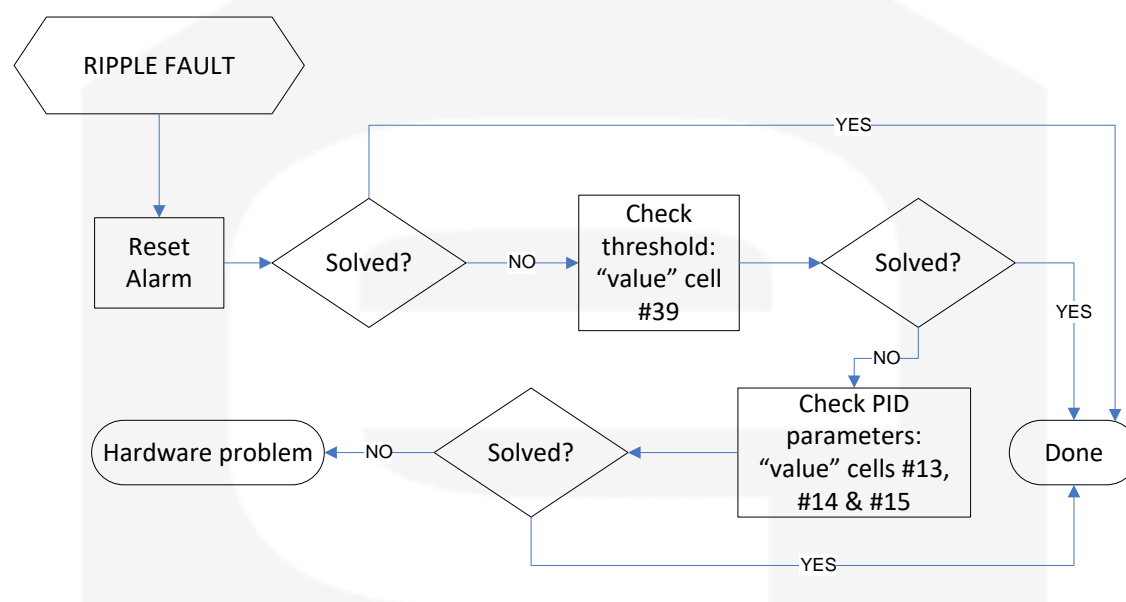 RIPPLE FAULT
YES
Reset
Alarm
Solved?
NO
Check
threshold:
“value” cell
#39
Solved?
YES
NO
Hardware problem
NO
Solved?
Check PID
parameters:
“value” cells #13,
#14 & #15
Done
YES